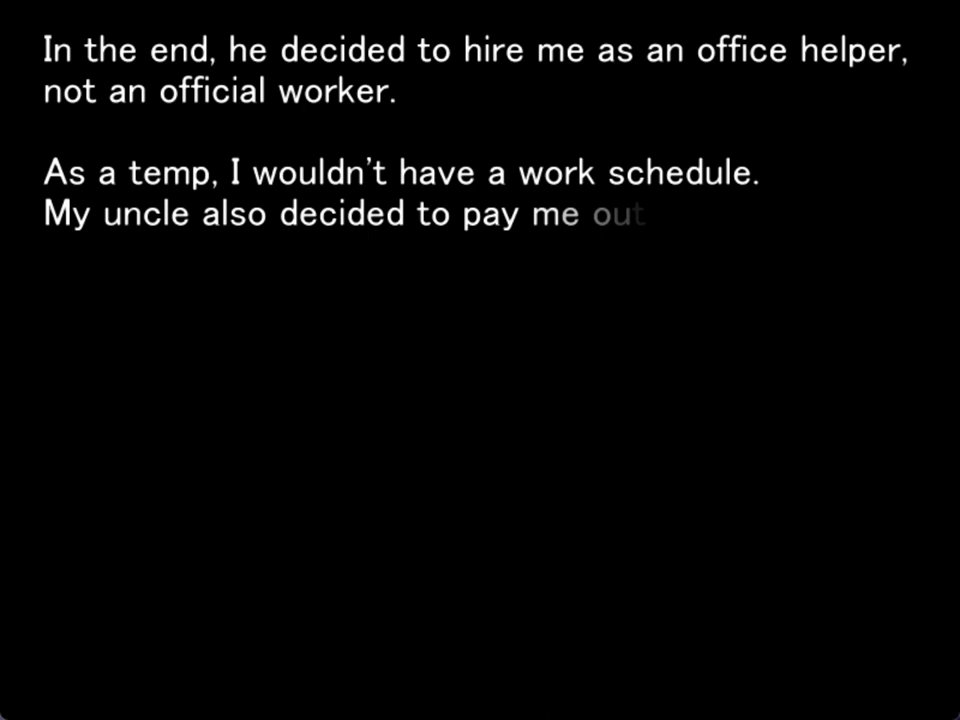 In the end, he decided to hire me as an office helper,
not an official worker.
As a temp, I wouldn't have a work schedule.
My uncle also decided to pay me out